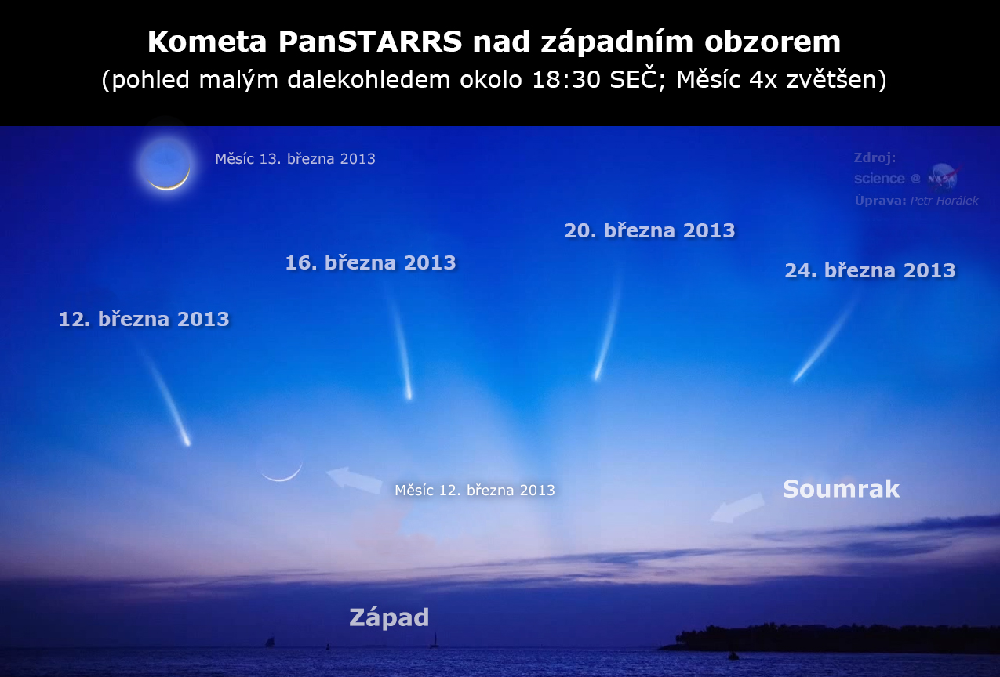 Kometa PanSTARRS nad západním obzorem
(pohled malým dalekohledem okolo 18:30 SEČ; Měsíc 4x zvětšen)
Měsíc 13. března 2013
Zdroj:
science @ NASA
Úprava: Petr Horálek
20. března 2013
16. března 2013
24. března 2013
12. března 2013
Měsíc 12. března 2013
Soumrak
Západ